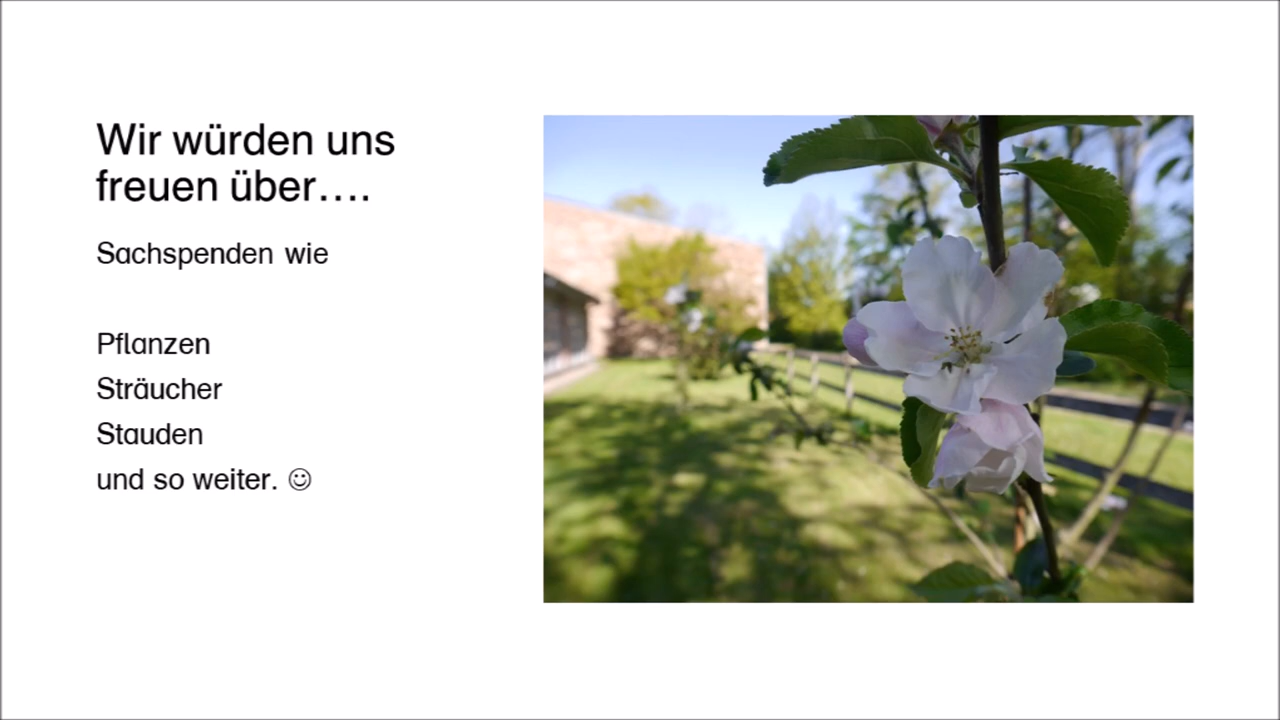 Wir würden uns
freuen über….
Sachspenden wie
Pflanzen
Sträucher
Stauden
und so weiter. ☺